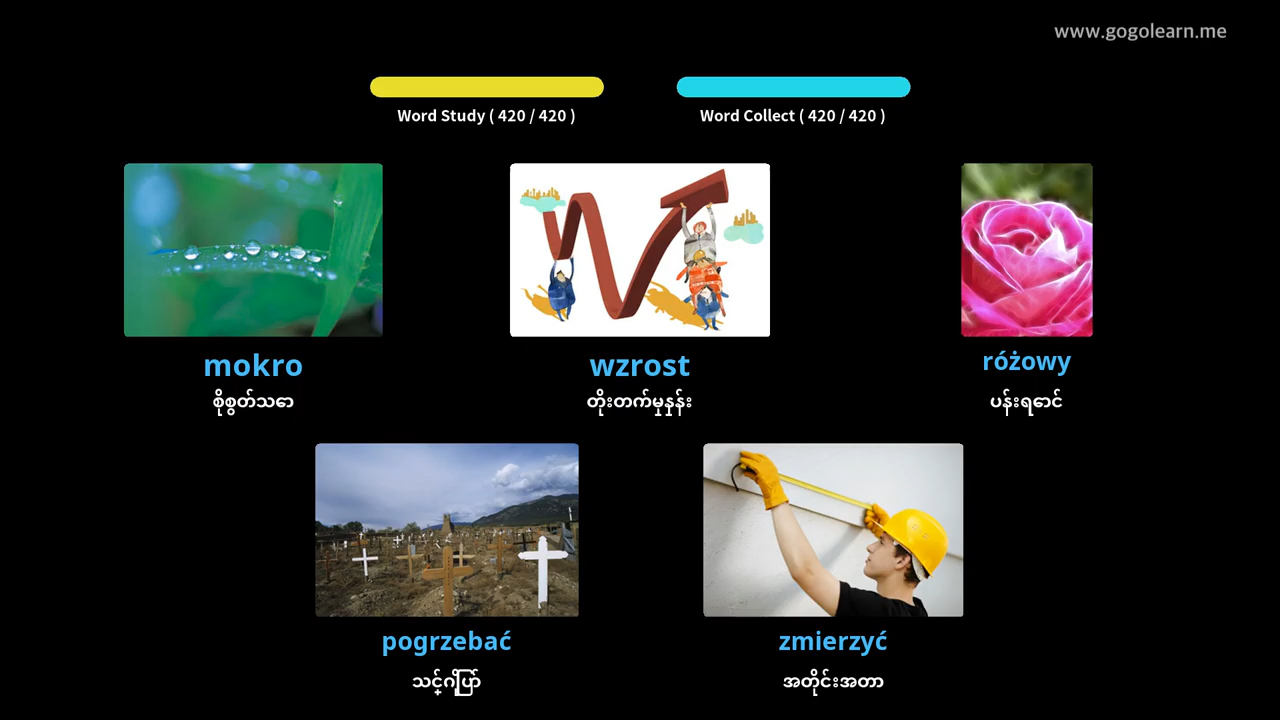 www.gogolearn.me
Word Study ( 420 / 420 )
Word Collect ( 420 / 420 )
mokro
စိုစွတ်သော
wzrost
တိုးတက်မှုနှုန်း
różowy
ပန်းရောင်
pogrzebać
သင်္ဂြိုဟ်
zmierzyć
အတိုင်းအတာ